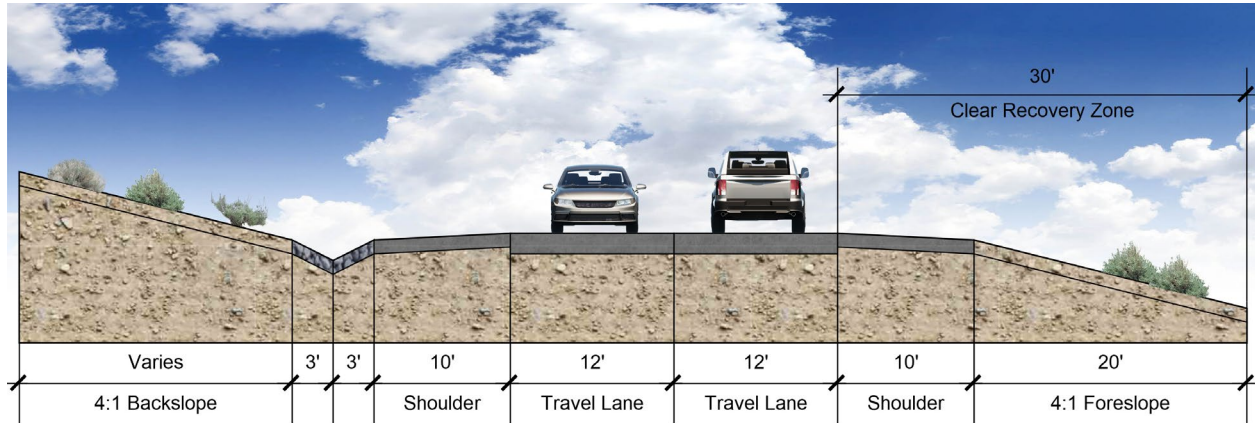 30'
Clear Recovery Zone
Varies 3' 3' 10' 12' 12' 10' 20'
4:1 Backslope Shoulder Travel Lane Travel Lane Shoulder 4:1 Foreslope